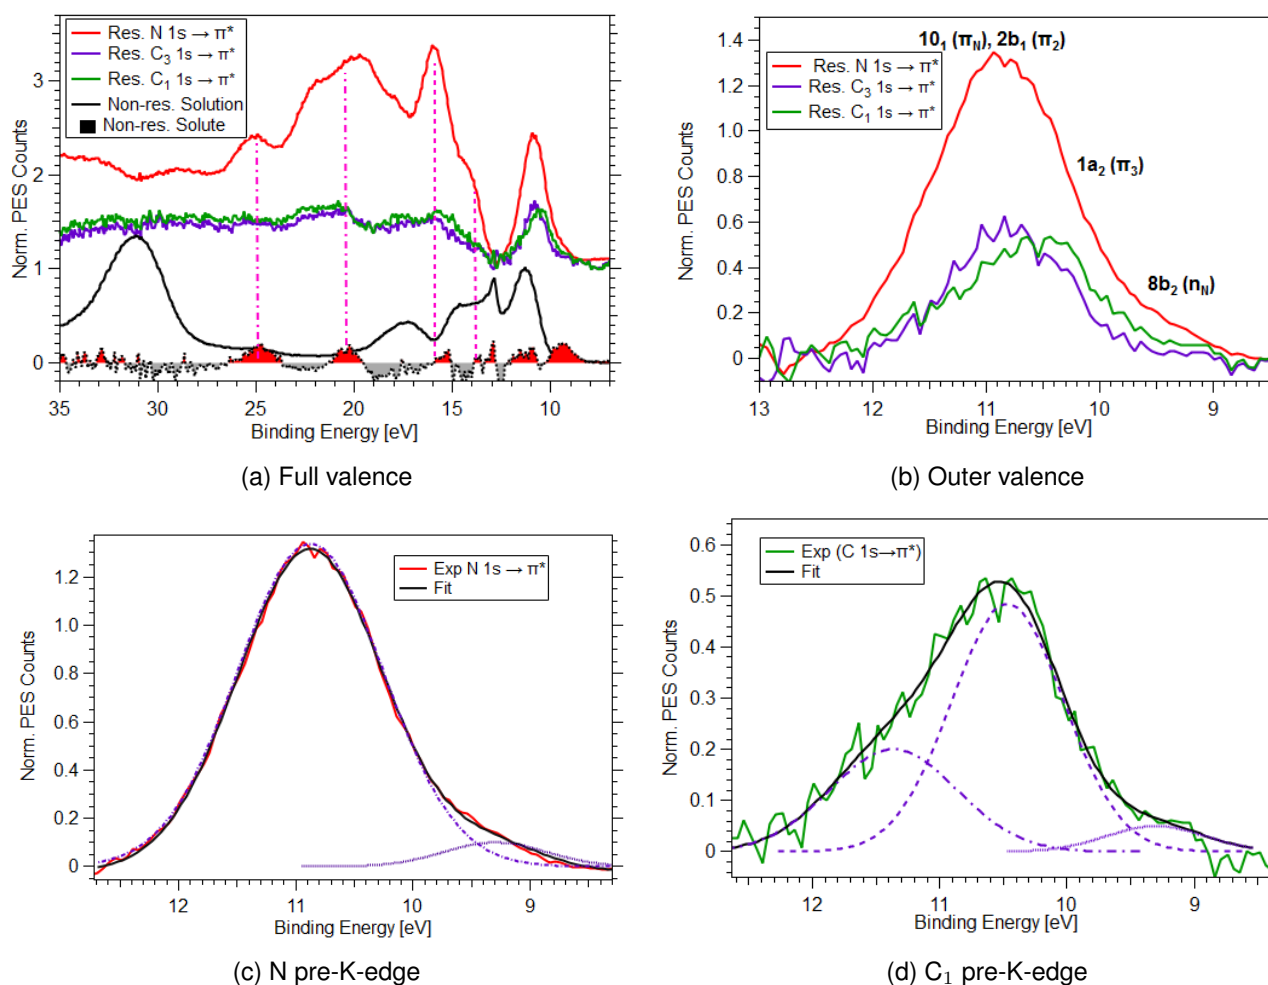 Res. N 1s → π*
Res. C3 1s → π*
Res. C1 1s → π*
Non-res. Solution
Non-res. Solute
Norm. PES Counts
3
2
1
0
35
30
25
20
15
10
Binding Energy [eV]
(a) Full valence
10₁ (π_N), 2b₁ (π₂)
Res. N 1s → π*
Res. C3 1s → π*
Res. C1 1s → π*
1a₂ (π₃)
8b₂ (n_N)
Norm. PES Counts
1.4
1.2
1.0
0.8
0.6
0.4
0.2
0
13
12
11
10
9
Binding Energy [eV]
(b) Outer valence
Exp N 1s → π*
Fit
Norm. PES Counts
1.2
1.0
0.8
0.6
0.4
0.2
0
12
11
10
9
Binding Energy [eV]
(c) N pre-K-edge
Exp (C 1s→π*)
Fit
Norm. PES Counts
0.6
0.5
0.4
0.3
0.2
0.1
0
12
11
10
9
Binding Energy [eV]
(d) C₁ pre-K-edge